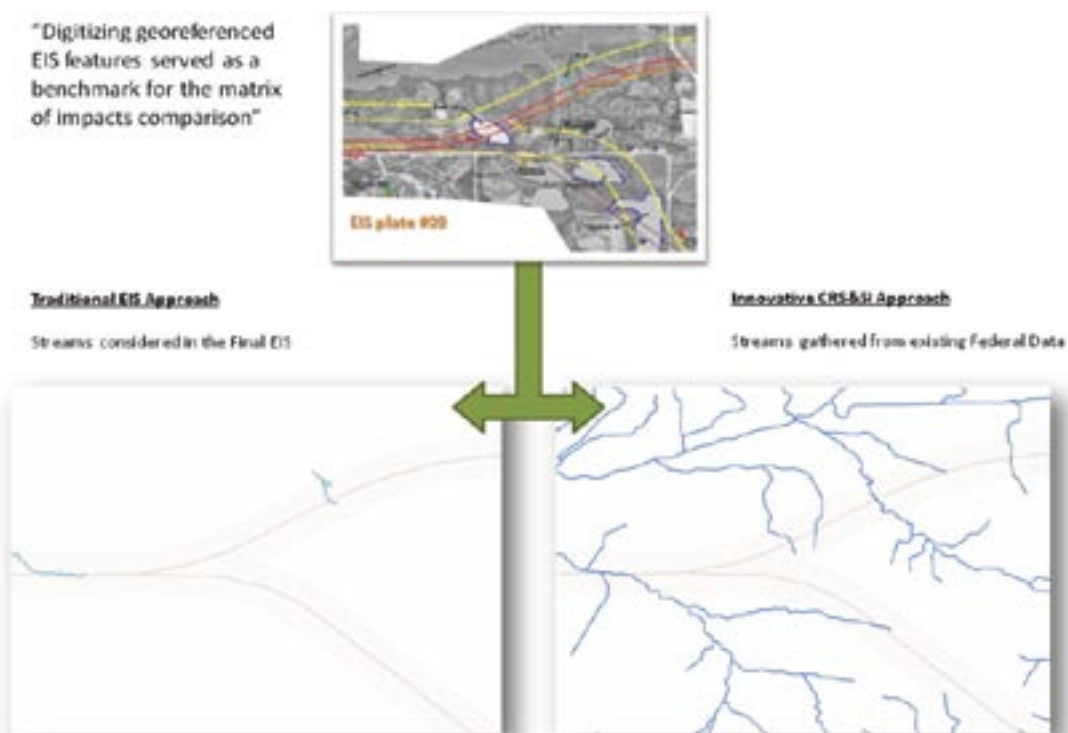 "Digitizing georeferenced
EIS features served as a
benchmark for the matrix
of impacts comparison"
EIS plate #
Traditional EIS Approach
Innovative CRS&SI Approach
Streams considered in the Final EIS
Streams gathered from existing Federal Data